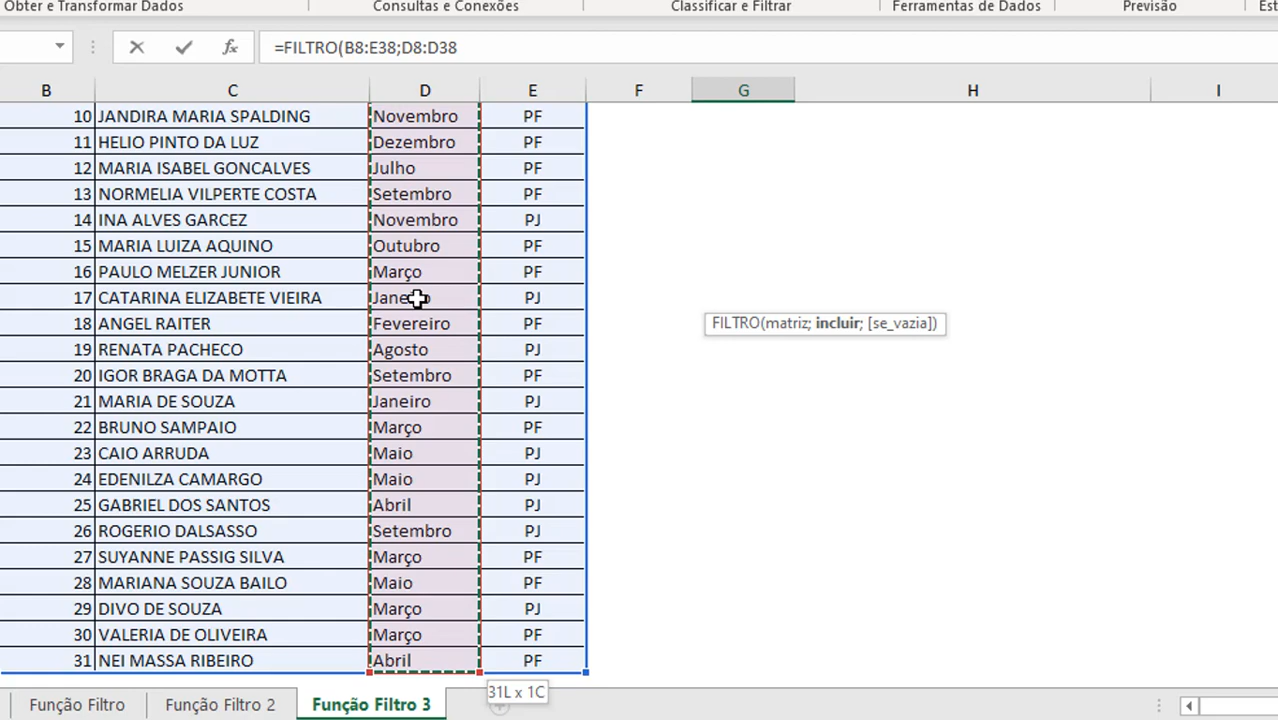 Obter e Transformar Dados Consultas e Conexões Classificar e Filtrar Ferramentas de Dados Previsão
=FILTRO(B8:E38;D8:D38
B C D E F G H I
10 JANDIRA MARIA SPALDING Novembro PF
11 HELIO PINTO DA LUZ Dezembro PF
12 MARIA ISABEL GONCALVES Julho PF
13 NORMELIA VILPERTE COSTA Setembro PF
14 INA ALVES GARCEZ Novembro PJ
15 MARIA LUIZA AQUINO Outubro PF
16 PAULO MELZER JUNIOR Março PF
17 CATARINA ELIZABETE VIEIRA Janeiro PJ
18 ANGEL RAITER Fevereiro PF
FILTRO(matriz; incluir; [se_vazia])
19 RENATA PACHECO Agosto PJ
20 IGOR BRAGA DA MOTTA Setembro PF
21 MARIA DE SOUZA Janeiro PJ
22 BRUNO SAMPAIO Março PF
23 CAIO ARRUDA Maio PJ
24 EDENILZA CAMARGO Maio PF
25 GABRIEL DOS SANTOS Abril PJ
26 ROGERIO DALSASSO Setembro PJ
27 SUYANNE PASSIG SILVA Março PF
28 MARIANA SOUZA BAILO Maio PF
29 DIVO DE SOUZA Março PJ
30 VALERIA DE OLIVEIRA Março PF
31 NEI MASSA RIBEIRO Abril PF
31L x 1C
Função Filtro Função Filtro 2 Função Filtro 3